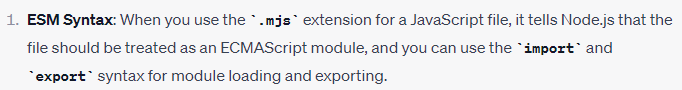 1. ESM Syntax: When you use the `.mjs` extension for a JavaScript file, it tells Node.js that the
file should be treated as an ECMAScript module, and you can use the `import` and
`export` syntax for module loading and exporting.